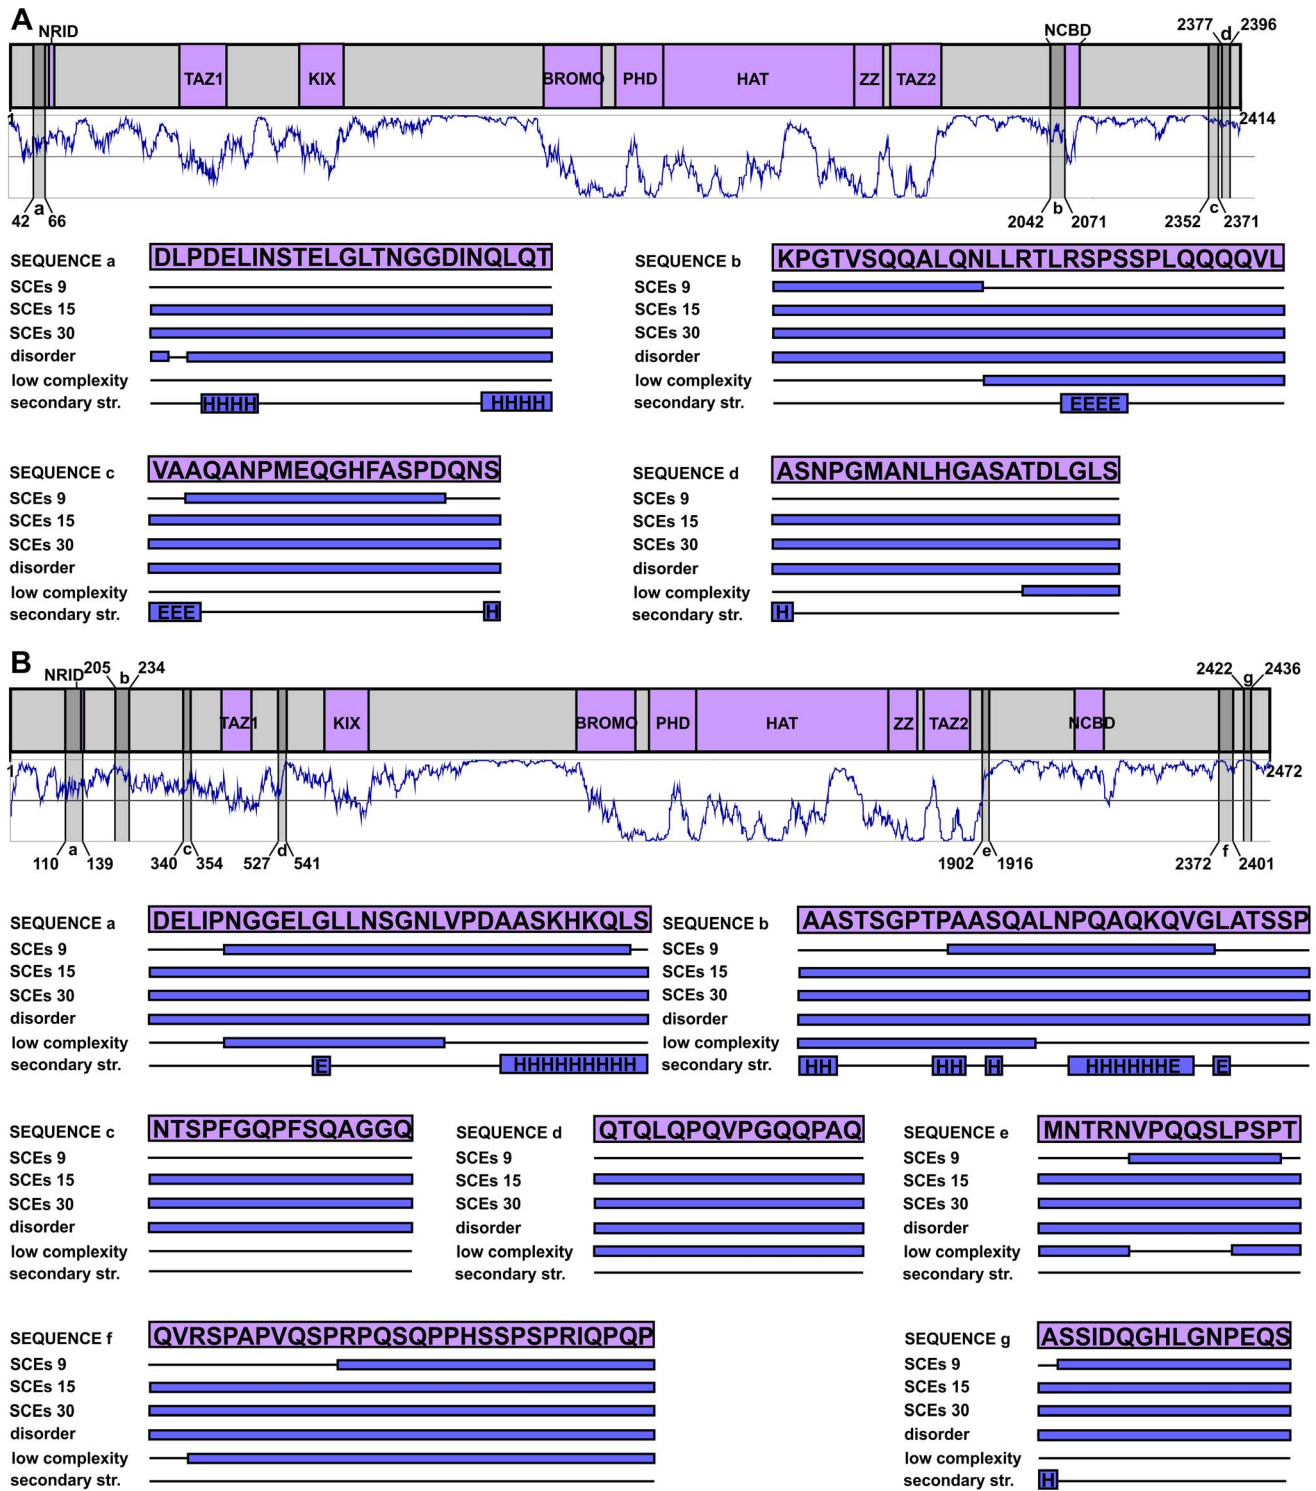 A
NRID NCBD 2377 d 2396
TAZ1 KIX BROMO PHD HAT ZZ TAZ2
1 2414
42 a 66 2042 b 2071 2352 c 2371
SEQUENCE a DLPDELINSTELGLTNGGDINQLQT
SCEs 9
SCEs 15
SCEs 30
disorder
low complexity
secondary str. HHHH HHHH
SEQUENCE b KPGTVSQQALQNLLRTLRSPSSPLQQQQVL
SCEs 9
SCEs 15
SCEs 30
disorder
low complexity
secondary str. EEEE
SEQUENCE c VAAQANPMEQGHFASPDQNS
SCEs 9
SCEs 15
SCEs 30
disorder
low complexity
secondary str. EEE H
SEQUENCE d ASNPGMANLHGASATDLGLS
SCEs 9
SCEs 15
SCEs 30
disorder
low complexity
secondary str. H
B
NRID 205 b 234 2422 g 2436
TAZ1 KIX BROMO PHD HAT ZZ TAZ2 NCBD
1 2472
110 a 139 340 c 354 527 d 541 1902 e 1916 2372 f 2401
SEQUENCE a DELIPNGGELGLLNSGNLVPDAASKHKQLS
SCEs 9
SCEs 15
SCEs 30
disorder
low complexity
secondary str. E HHHHHHHHH
SEQUENCE b AASTSGPTPAASQALNPQAQKQVGLATSSP
SCEs 9
SCEs 15
SCEs 30
disorder
low complexity
secondary str. HH HH H HHHHHHE E
SEQUENCE c NTSPFGQPFSQAGGQ
SCEs 9
SCEs 15
SCEs 30
disorder
low complexity
secondary str.
SEQUENCE d QTQLQPQVPGQQPAQ
SCEs 9
SCEs 15
SCEs 30
disorder
low complexity
secondary str.
SEQUENCE e MNTRNVPQQSLPSPT
SCEs 9
SCEs 15
SCEs 30
disorder
low complexity
secondary str.
SEQUENCE f QVRSPAPVQSPRPQSQPPHSSPSPRIQPQP
SCEs 9
SCEs 15
SCEs 30
disorder
low complexity
secondary str.
SEQUENCE g ASSIDQGHLGNPEQS
SCEs 9
SCEs 15
SCEs 30
disorder
low complexity
secondary str. H